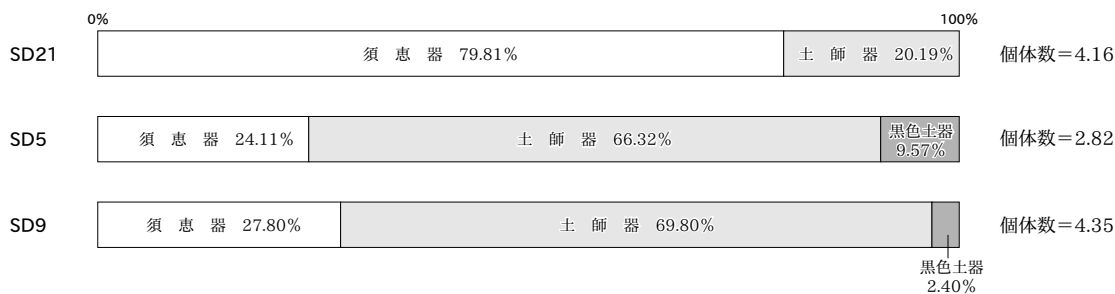 0% 100%
SD21 須恵器 79.81% 土師器 20.19% 個体数＝4.16
SD5 須恵器 24.11% 土師器 66.32% 黒色土器 9.57% 個体数＝2.82
SD9 須恵器 27.80% 土師器 69.80% 個体数＝4.35
黒色土器
2.40%